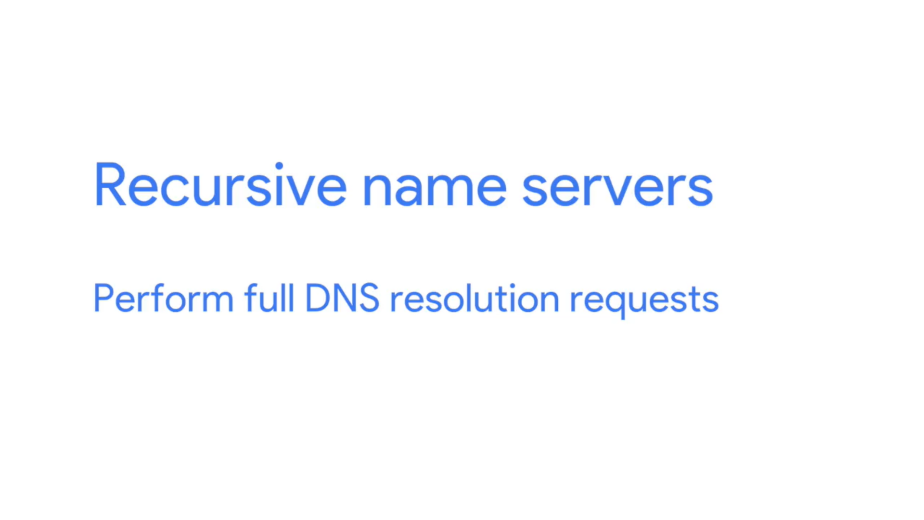 Recursive name servers
Perform full DNS resolution requests